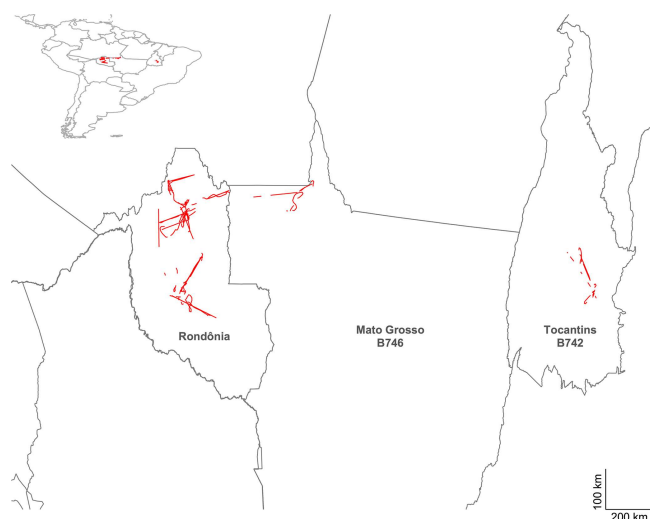 Rondônia
Mato Grosso
B746
Tocantins
B742
100 km
200 km